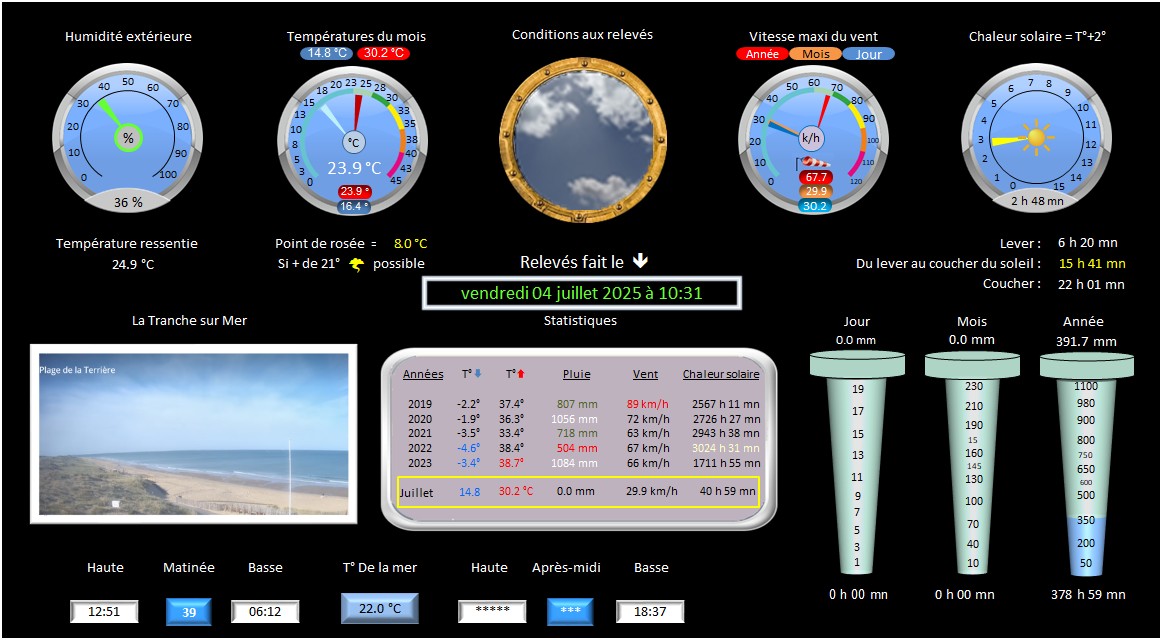 Humidité extérieure
Températures du mois
Conditions aux relevés
Vitesse maxi du vent
Chaleur solaire = T°+2°
14.8 °C 30.2 °C
Année Mois Jour
0 10 20 30 40 50 60 70 80 90 100
%
36 %
0 3 5 8 10 13 15 18 20 23 25 28 30 33 35 38 40 43 45
°C
23.9 °C
23.9 °
16.4 °
0 10 20 30 40 50 60 70 80 90 100 110 120
k/h
67.7
29.9
30.2
0 1 2 3 4 5 6 7 8 9 10 11 12 13 14 15
2 h 48 mn
Température ressentie
24.9 °C
Point de rosée = 8.0 °C
Si + de 21° possible
Relevés fait le
vendredi 04 juillet 2025 à 10:31
Lever : 6 h 20 mn
Du lever au coucher du soleil : 15 h 41 mn
Coucher : 22 h 01 mn
La Tranche sur Mer
Plage de la Terrière
Statistiques
Années T° T° Pluie Vent Chaleur solaire
2019 -2.2° 37.4° 807 mm 89 km/h 2567 h 11 mn
2020 -1.9° 36.3° 1056 mm 72 km/h 2726 h 27 mn
2021 -3.5° 33.4° 718 mm 63 km/h 2943 h 38 mn
2022 -4.6° 38.4° 504 mm 67 km/h 3024 h 31 mn
2023 -3.4° 38.7° 1084 mm 66 km/h 1711 h 55 mn
Juillet 14.8 30.2 °C 0.0 mm 29.9 km/h 40 h 59 mn
Jour
0.0 mm
19
17
15
13
11
9
7
5
3
1
0 h 00 mn
Mois
0.0 mm
230
210
190
15
160
145
130
100
70
40
10
0 h 00 mn
Année
391.7 mm
1100
980
900
800
750
650
600
500
350
200
50
378 h 59 mn
Haute Matinée Basse
12:51 39 06:12
T° De la mer
22.0 °C
Haute Après-midi Basse
***** *** 18:37